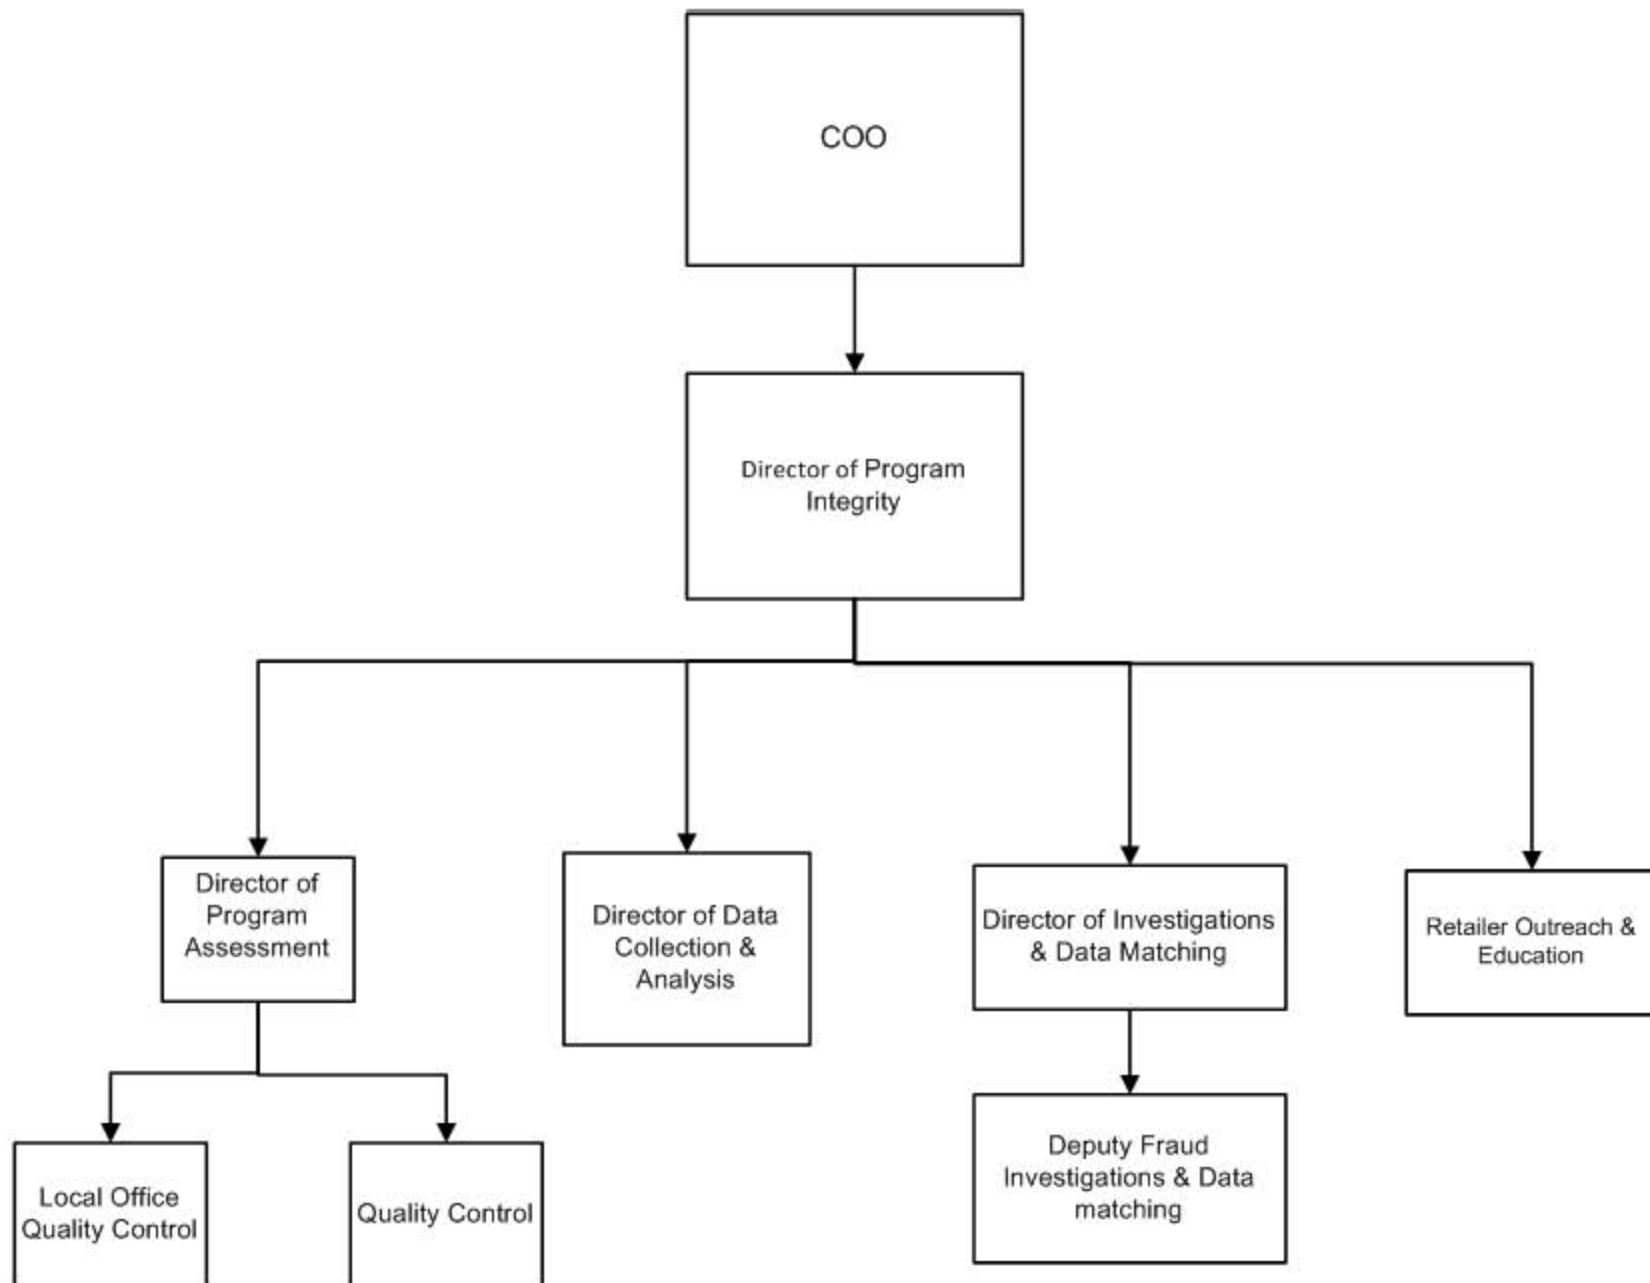 COO
Director of Program
Integrity
Director of
Program
Assessment
Director of Data
Collection &
Analysis
Director of Investigations
& Data Matching
Retailer Outreach &
Education
Local Office
Quality Control
Quality Control
Deputy Fraud
Investigations & Data
matching